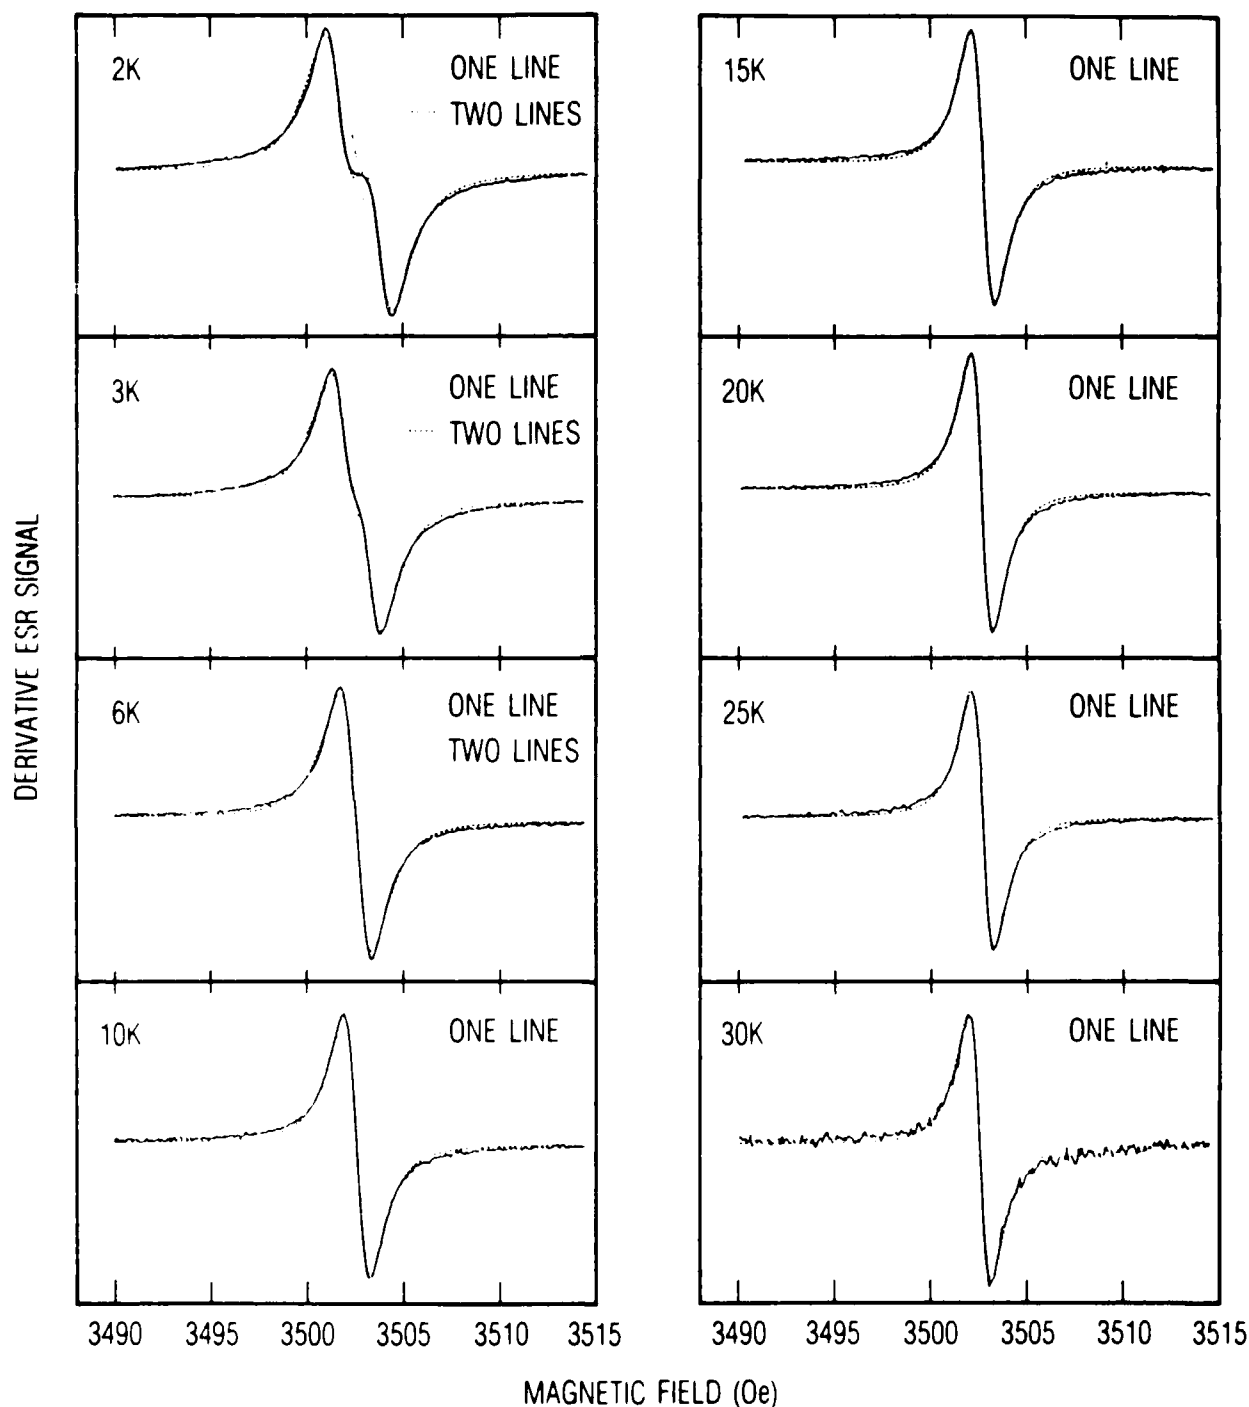 DERIVATIVE ESR SIGNAL
2K
ONE LINE
TWO LINES
3K
ONE LINE
TWO LINES
6K
ONE LINE
TWO LINES
10K
ONE LINE
3490 3495 3500 3505 3510 3515
15K
ONE LINE
20K
ONE LINE
25K
ONE LINE
30K
ONE LINE
3490 3495 3500 3505 3510 3515
MAGNETIC FIELD (Oe)